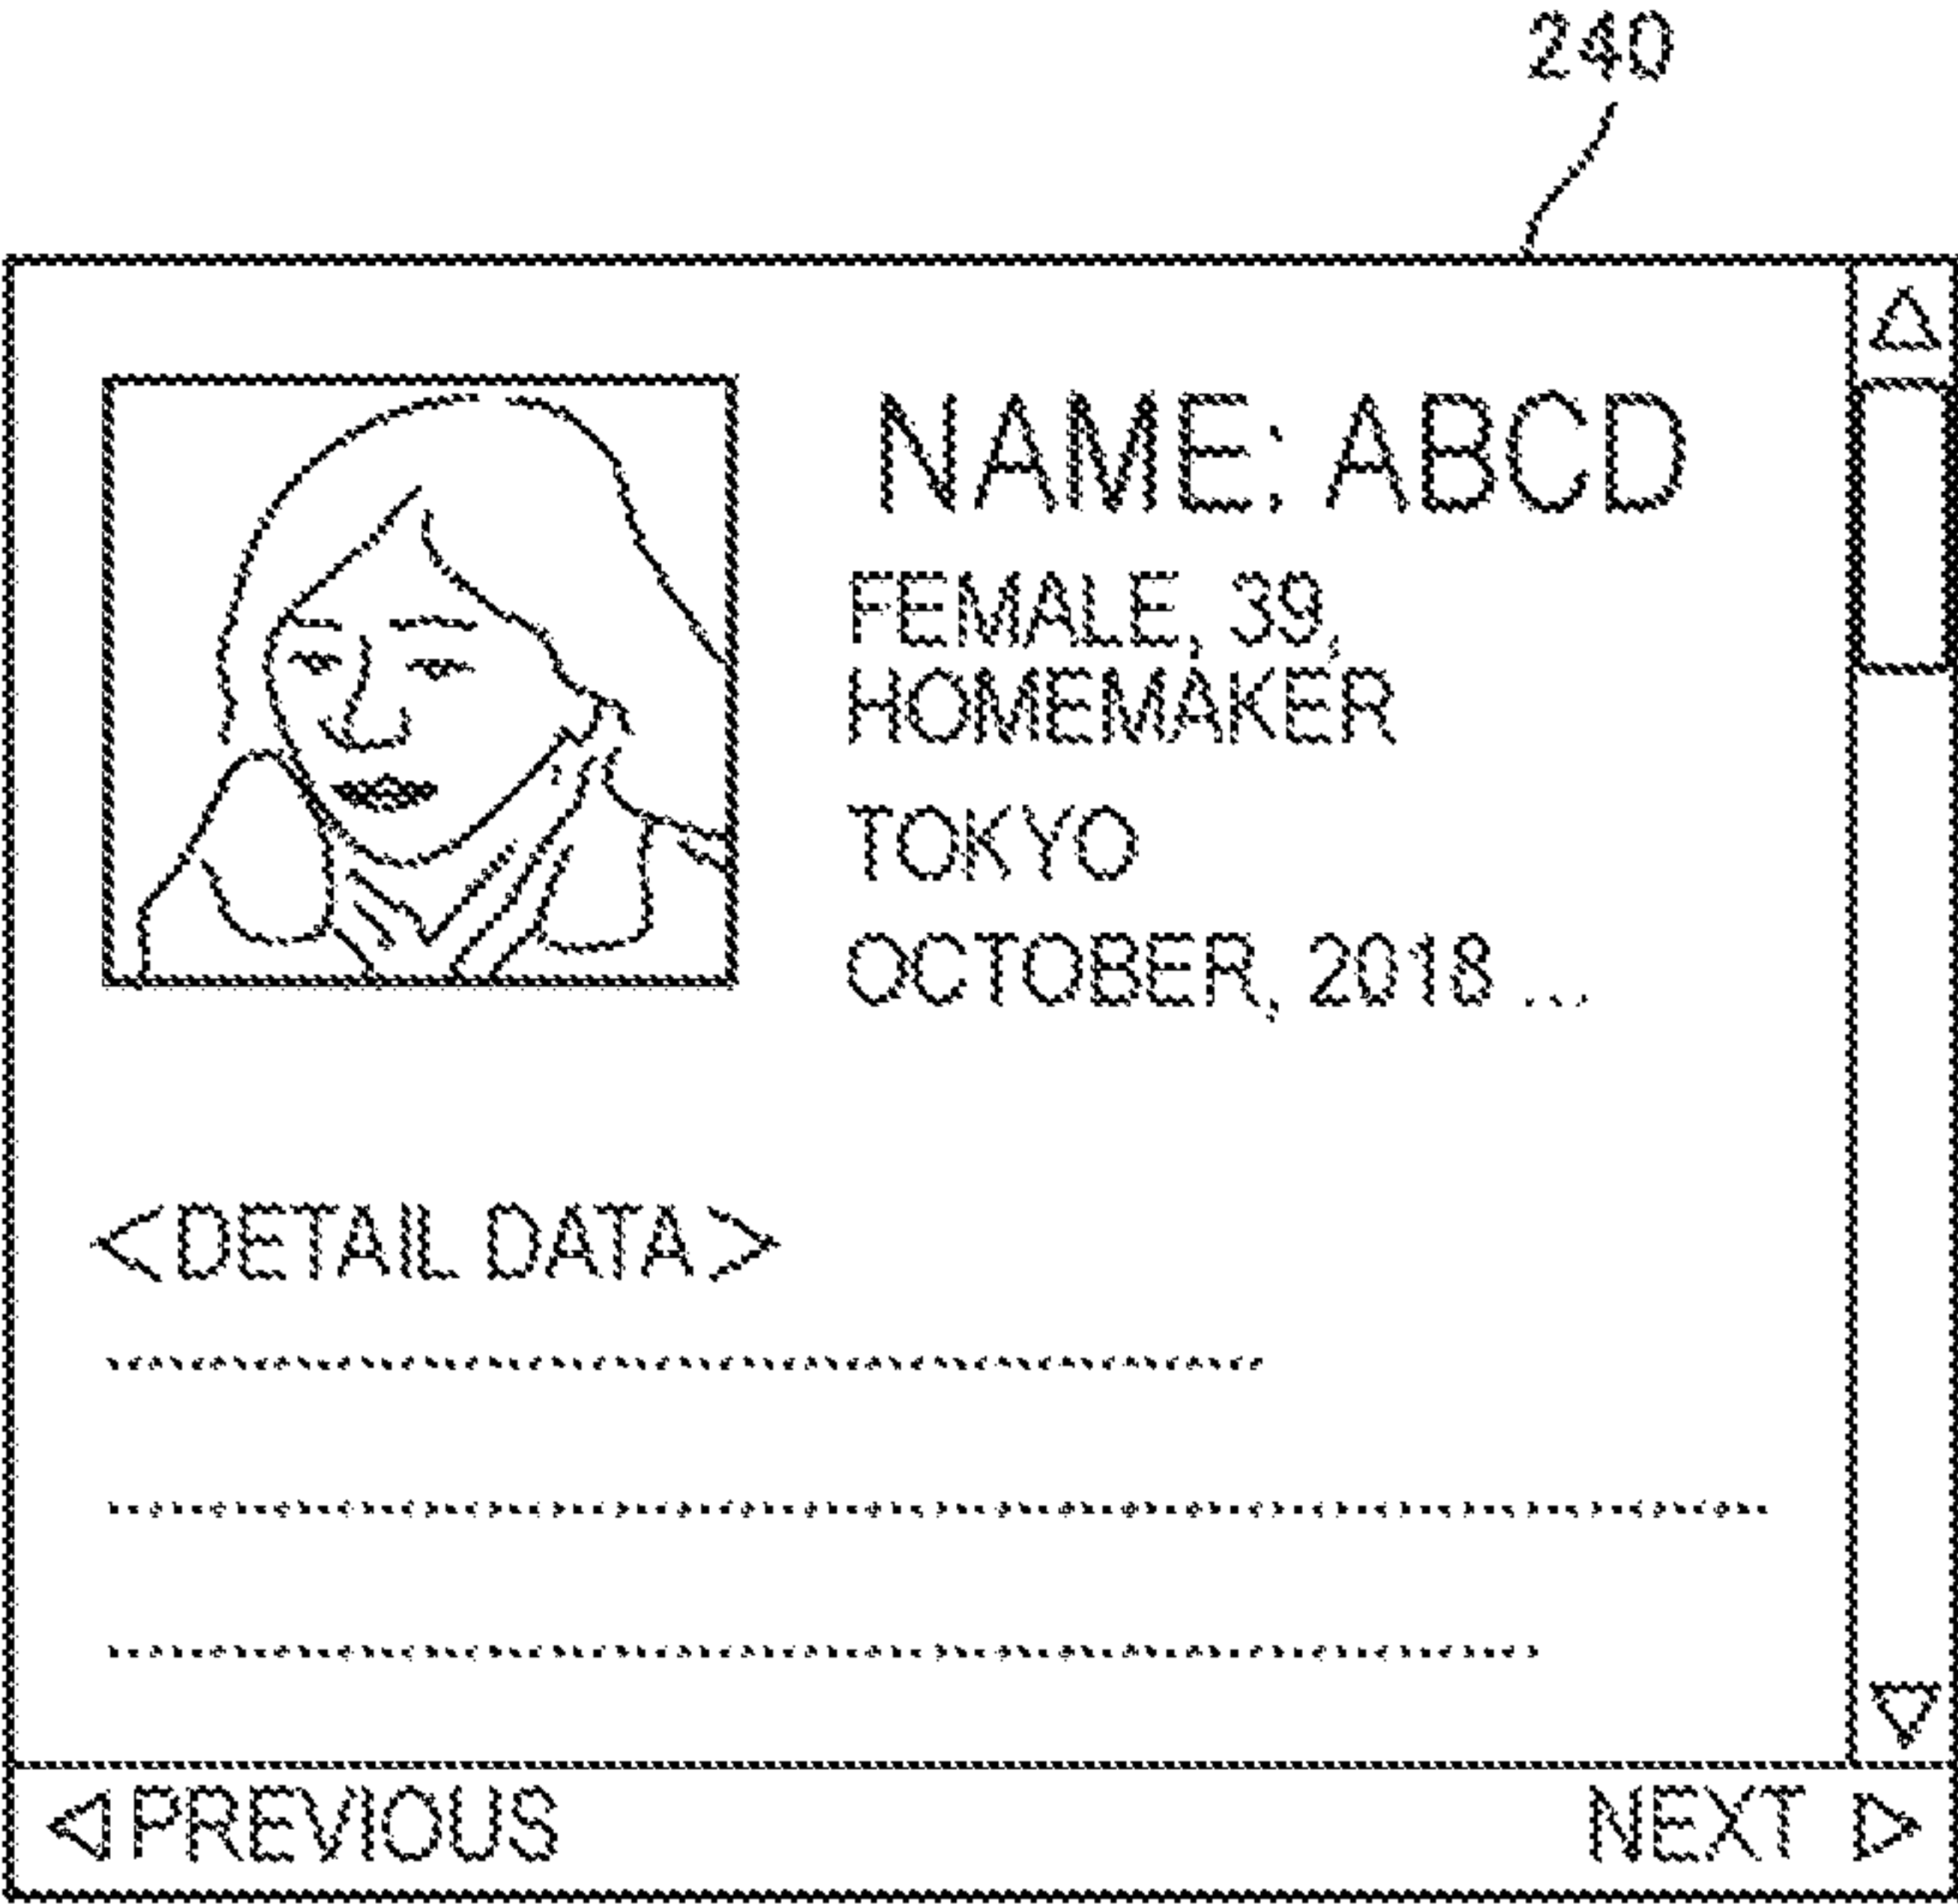 240
NAME: ABCD
FEMALE, 39,
HOMEMAKER
TOKYO
OCTOBER, 2018 ...
<DETAIL DATA>
PREVIOUS
NEXT